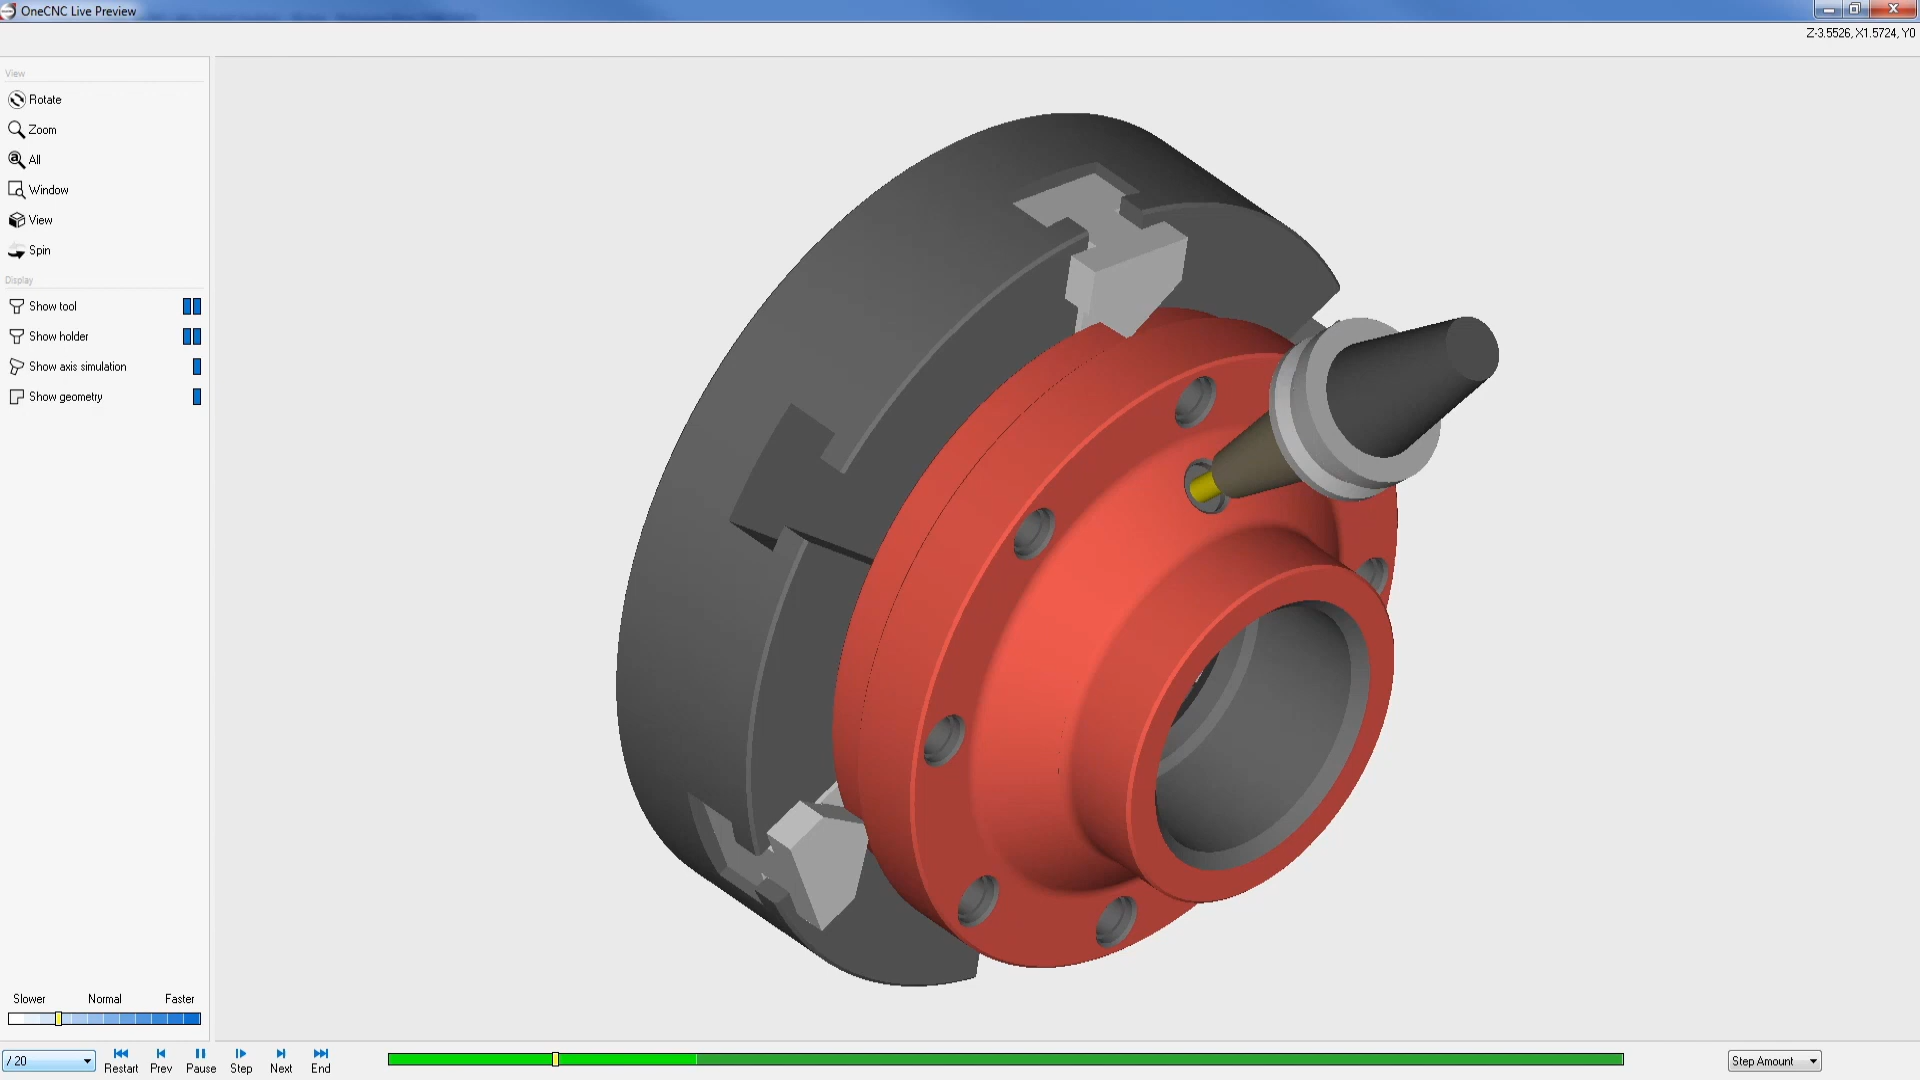 OneCNC Live Preview
Z-3.5526, X1.5724, Y0
View
Rotate
Zoom
All
Window
View
Spin
Display
Show tool
Show holder
Show axis simulation
Show geometry
Slower Normal Faster
/ 20
Restart Prev Pause Step Next End
Step Amount